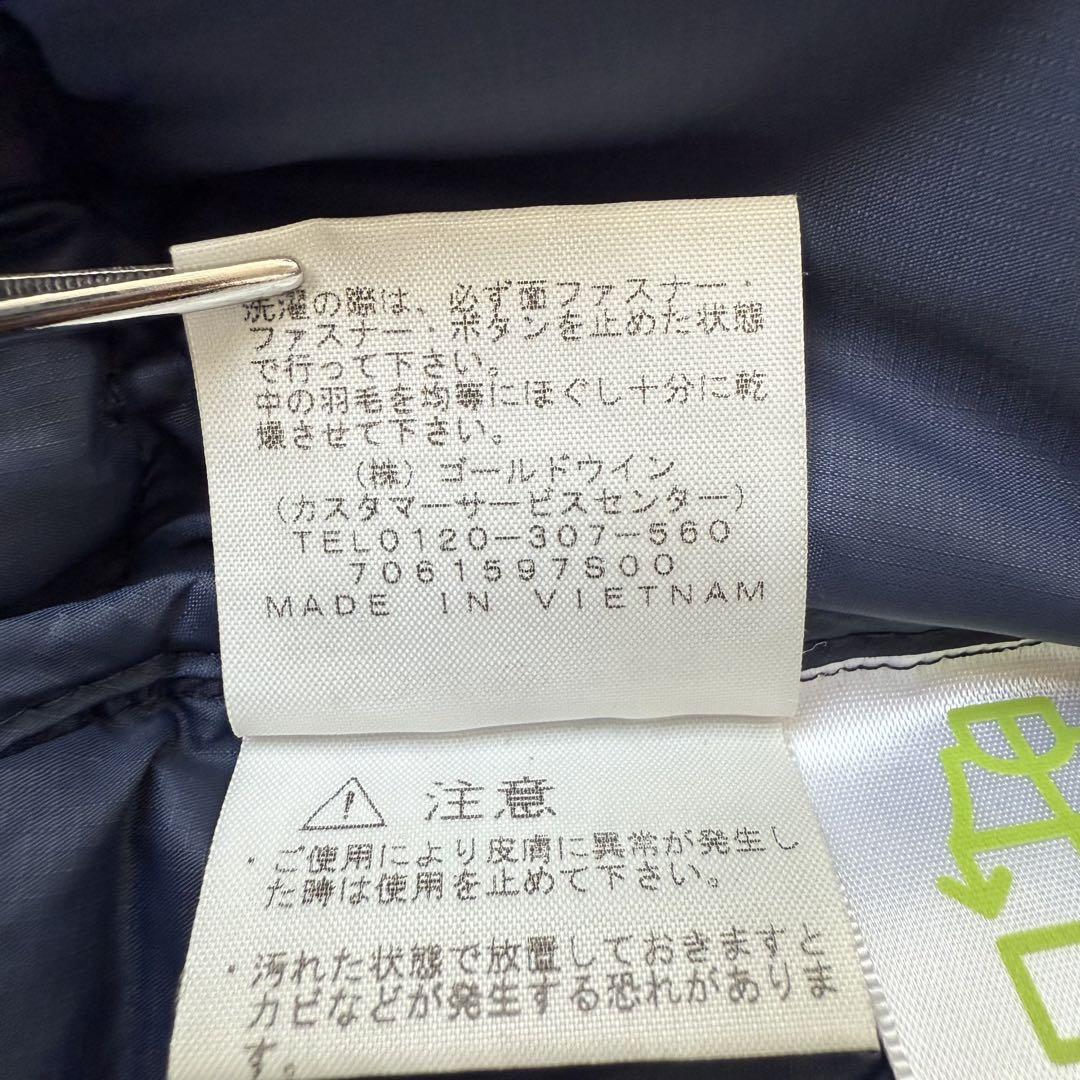 洗濯の際は、必ず面ファスナー・
ファスナー・ボタンを止めた状態
で行って下さい。
中の羽毛を均等にほぐし十分に乾
燥させて下さい。
(株) ゴールドウイン
(カスタマーサービスセンター)
TEL0120-307-560
7061597S00
MADE IN VIETNAM
注意
・ご使用により皮膚に異常が発生し
た時は使用を止めて下さい。
・汚れた状態で放置しておきますと
カビなどが発生する恐れがありま
す。